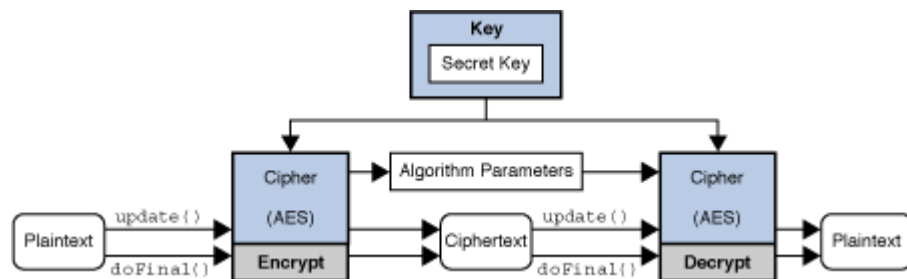 Key
Secret Key
Cipher
(AES)
Encrypt
Algorithm Parameters
Cipher
(AES)
Decrypt
Plaintext
update()
doFinal()
Ciphertext
update()
doFinal()
Plaintext